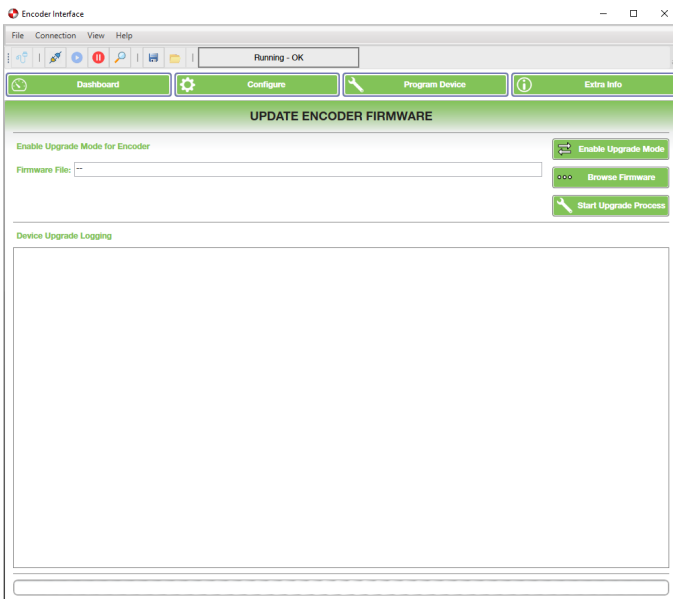 Encoder Interface
File Connection View Help
Running - OK
Dashboard Configure Program Device Extra Info
UPDATE ENCODER FIRMWARE
Enable Upgrade Mode for Encoder
Enable Upgrade Mode
Firmware File: --
Browse Firmware
Start Upgrade Process
Device Upgrade Logging